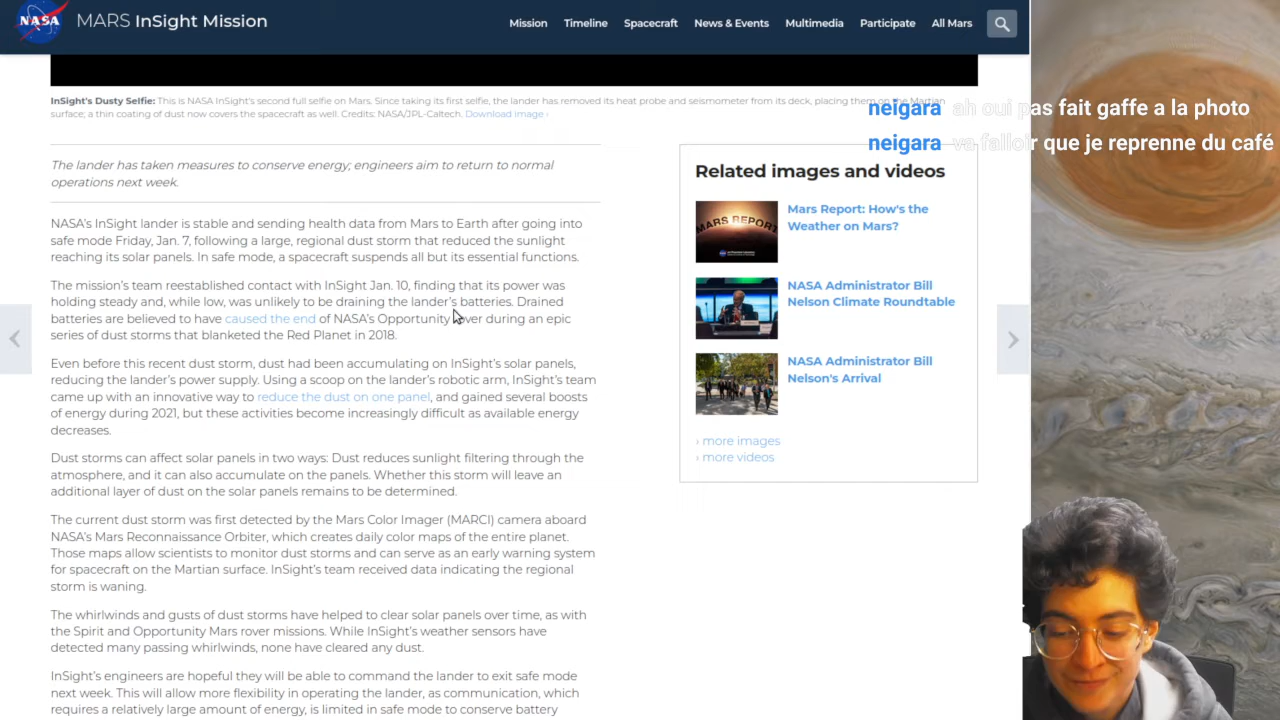 NASA
MARS InSight Mission
Mission
Timeline
Spacecraft
News & Events
Multimedia
Participate
All Mars
InSight's Dusty Selfie: This is NASA InSight's second full selfie on Mars. Since taking its first selfie, the lander has removed its heat probe and seismometer from its deck, placing them on the Martian
surface; a thin coating of dust now covers the spacecraft as well. Credits: NASA/JPL-Caltech. Download image ›
neigara ah oui pas fait gaffe a la photo
neigara va falloir que je reprenne du café
The lander has taken measures to conserve energy; engineers aim to return to normal
operations next week.
NASA's InSight lander is stable and sending health data from Mars to Earth after going into
safe mode Friday, Jan. 7, following a large, regional dust storm that reduced the sunlight
reaching its solar panels. In safe mode, a spacecraft suspends all but its essential functions.
The mission's team reestablished contact with InSight Jan. 10, finding that its power was
holding steady and, while low, was unlikely to be draining the lander's batteries. Drained
batteries are believed to have caused the end of NASA's Opportunity rover during an epic
series of dust storms that blanketed the Red Planet in 2018.
Even before this recent dust storm, dust had been accumulating on InSight's solar panels,
reducing the lander's power supply. Using a scoop on the lander's robotic arm, InSight's team
came up with an innovative way to reduce the dust on one panel, and gained several boosts
of energy during 2021, but these activities become increasingly difficult as available energy
decreases.
Dust storms can affect solar panels in two ways: Dust reduces sunlight filtering through the
atmosphere, and it can also accumulate on the panels. Whether this storm will leave an
additional layer of dust on the solar panels remains to be determined.
The current dust storm was first detected by the Mars Color Imager (MARCI) camera aboard
NASA's Mars Reconnaissance Orbiter, which creates daily color maps of the entire planet.
Those maps allow scientists to monitor dust storms and can serve as an early warning system
for spacecraft on the Martian surface. InSight's team received data indicating the regional
storm is waning.
The whirlwinds and gusts of dust storms have helped to clear solar panels over time, as with
the Spirit and Opportunity Mars rover missions. While InSight's weather sensors have
detected many passing whirlwinds, none have cleared any dust.
InSight's engineers are hopeful they will be able to command the lander to exit safe mode
next week. This will allow more flexibility in operating the lander, as communication, which
requires a relatively large amount of energy, is limited in safe mode to conserve battery
Related images and videos
MARS REPORT
Mars Report: How's the
Weather on Mars?
NASA Administrator Bill
Nelson Climate Roundtable
NASA Administrator Bill
Nelson's Arrival
› more images
› more videos